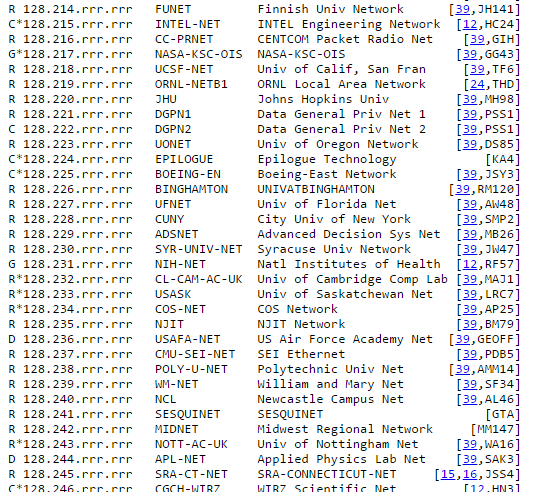 R 128.214.rrr.rrr   FUNET         Finnish Univ Network       [39,JH141]
C*128.215.rrr.rrr   INTEL-NET     INTEL Engineering Network  [12,HC24]
R 128.216.rrr.rrr   CC-PRNET      CENTCOM Packet Radio Net    [39,GIH]
G*128.217.rrr.rrr   NASA-KSC-OIS  NASA-KSC-OIS               [39,GG43]
R 128.218.rrr.rrr   UCSF-NET      Univ of Calif, San Fran     [39,TF6]
R 128.219.rrr.rrr   ORNL-NETB1    ORNL Local Area Network     [24,THD]
R 128.220.rrr.rrr   JHU           Johns Hopkins Univ         [39,MH98]
R 128.221.rrr.rrr   DGPN1         Data General Priv Net 1    [39,PSS1]
C 128.222.rrr.rrr   DGPN2         Data General Priv Net 2    [39,PSS1]
R 128.223.rrr.rrr   UONET         Univ of Oregon Network     [39,DS85]
C*128.224.rrr.rrr   EPILOGUE      Epilogue Technology            [KA4]
C*128.225.rrr.rrr   BOEING-EN     Boeing-East Network        [39,JSY3]
R 128.226.rrr.rrr   BINGHAMTON    UNIVATBINGHAMTON          [39,RM120]
R 128.227.rrr.rrr   UFNET         Univ of Florida Net        [39,AW48]
R 128.228.rrr.rrr   CUNY          City Univ of New York      [39,SMP2]
R 128.229.rrr.rrr   ADSNET        Advanced Decision Sys Net  [39,MB26]
R 128.230.rrr.rrr   SYR-UNIV-NET  Syracuse Univ Network      [39,JW47]
G 128.231.rrr.rrr   NIH-NET       Natl Institutes of Health  [12,RF57]
R*128.232.rrr.rrr   CL-CAM-AC-UK  Univ of Cambridge Comp Lab [39,MAJ1]
R*128.233.rrr.rrr   USASK         Univ of Saskatchewan Net   [39,LRC7]
R*128.234.rrr.rrr   COS-NET       COS Network                [39,AP25]
R 128.235.rrr.rrr   NJIT          NJIT Network               [39,BM79]
D 128.236.rrr.rrr   USAFA-NET     US Air Force Academy Net  [39,GEOFF]
R 128.237.rrr.rrr   CMU-SEI-NET   SEI Ethernet               [39,PDB5]
R 128.238.rrr.rrr   POLY-U-NET    Polytechnic Univ Net      [39,AMM14]
R 128.239.rrr.rrr   WM-NET        William and Mary Net       [39,SF34]
R 128.240.rrr.rrr   NCL           Newcastle Campus Net       [39,AL46]
R 128.241.rrr.rrr   SESQUINET     SESQUINET                      [GTA]
R 128.242.rrr.rrr   MIDNET        Midwest Regional Network     [MM147]
R*128.243.rrr.rrr   NOTT-AC-UK    Univ of Nottingham Net     [39,WA16]
D 128.244.rrr.rrr   APL-NET       Applied Physics Lab Net    [39,SAK3]
R 128.245.rrr.rrr   SRA-CT-NET    SRA-CONNECTICUT-NET     [15,16,JSS4]
C*128.246.rrr.rrr   CGCH-WIRZ     WIRZ Scientific Net         [12,HN3]